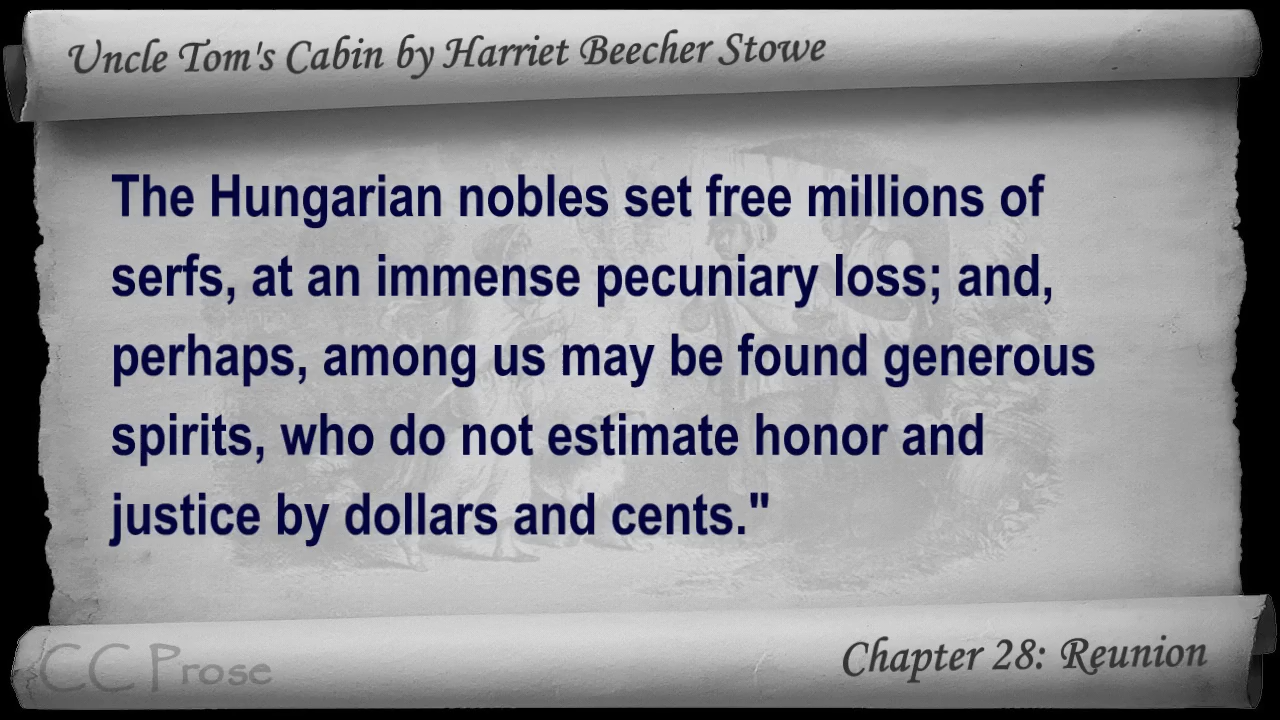 Uncle Tom's Cabin by Harriet Beecher Stowe
The Hungarian nobles set free millions of
serfs, at an immense pecuniary loss; and,
perhaps, among us may be found generous
spirits, who do not estimate honor and
justice by dollars and cents."
CC Prose
Chapter 28: Reunion